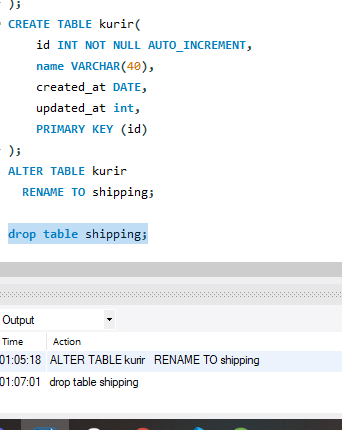 );
CREATE TABLE kurir(
id INT NOT NULL AUTO_INCREMENT,
name VARCHAR(40),
created_at DATE,
updated_at int,
PRIMARY KEY (id)
);
ALTER TABLE kurir
RENAME TO shipping;
drop table shipping;
Output
Time Action
01:05:18 ALTER TABLE kurir RENAME TO shipping
01:07:01 drop table shipping